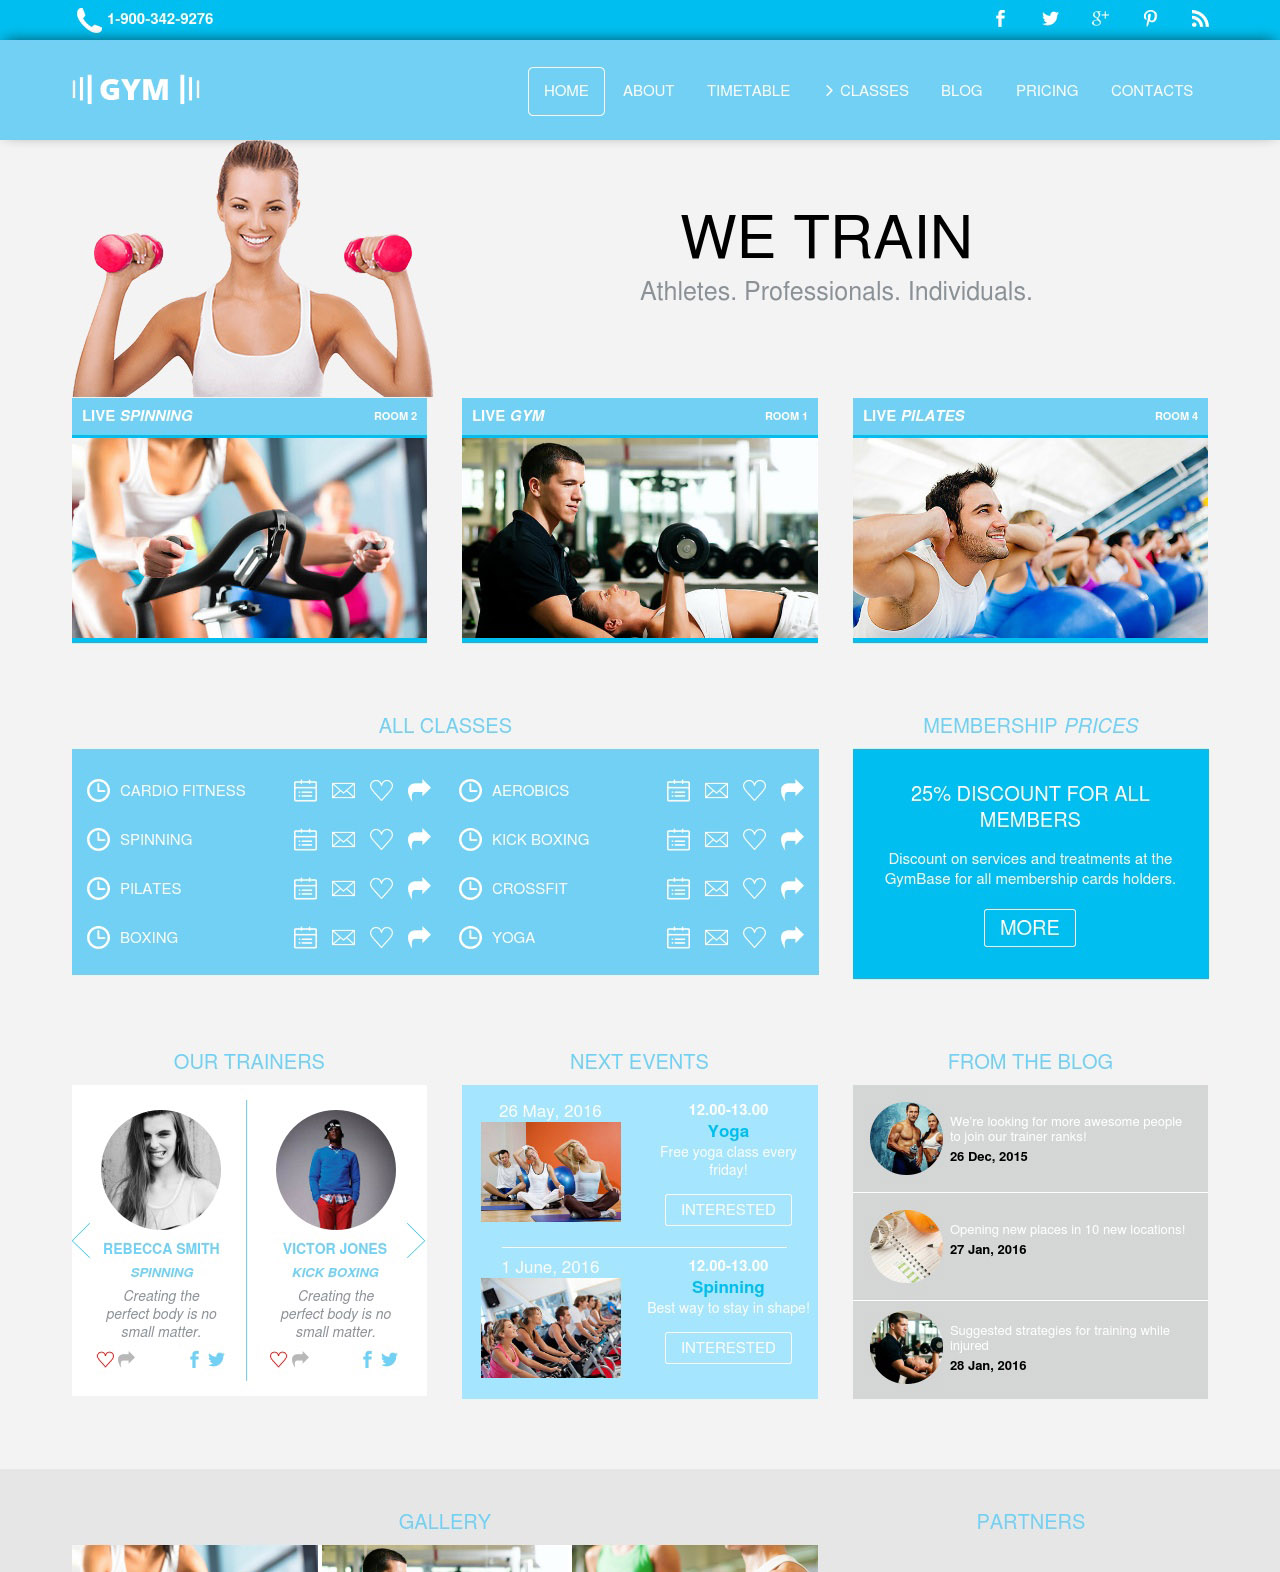 1-900-342-9276
GYM
HOME ABOUT TIMETABLE CLASSES BLOG PRICING CONTACTS
WE TRAIN
Athletes. Professionals. Individuals.
LIVE SPINNING ROOM 2
LIVE GYM ROOM 1
LIVE PILATES ROOM 4
ALL CLASSES
CARDIO FITNESS AEROBICS
SPINNING KICK BOXING
PILATES CROSSFIT
BOXING YOGA
MEMBERSHIP PRICES
25% DISCOUNT FOR ALL
MEMBERS
Discount on services and treatments at the
GymBase for all membership cards holders.
MORE
OUR TRAINERS
REBECCA SMITH
SPINNING
Creating the
perfect body is no
small matter.
VICTOR JONES
KICK BOXING
Creating the
perfect body is no
small matter.
NEXT EVENTS
26 May, 2016
12.00-13.00
Yoga
Free yoga class every
friday!
INTERESTED
1 June, 2016
12.00-13.00
Spinning
Best way to stay in shape!
INTERESTED
FROM THE BLOG
We're looking for more awesome people
to join our trainer ranks!
26 Dec, 2015
Opening new places in 10 new locations!
27 Jan, 2016
Suggested strategies for training while
injured
28 Jan, 2016
GALLERY
PARTNERS